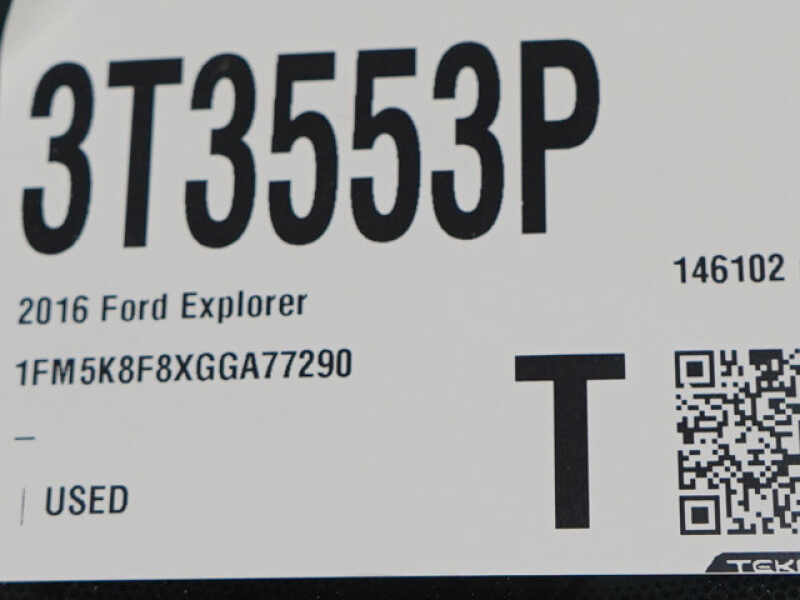 3T3553P
2016 Ford Explorer
146102
1FM5K8F8XGGA77290
T
–
USED